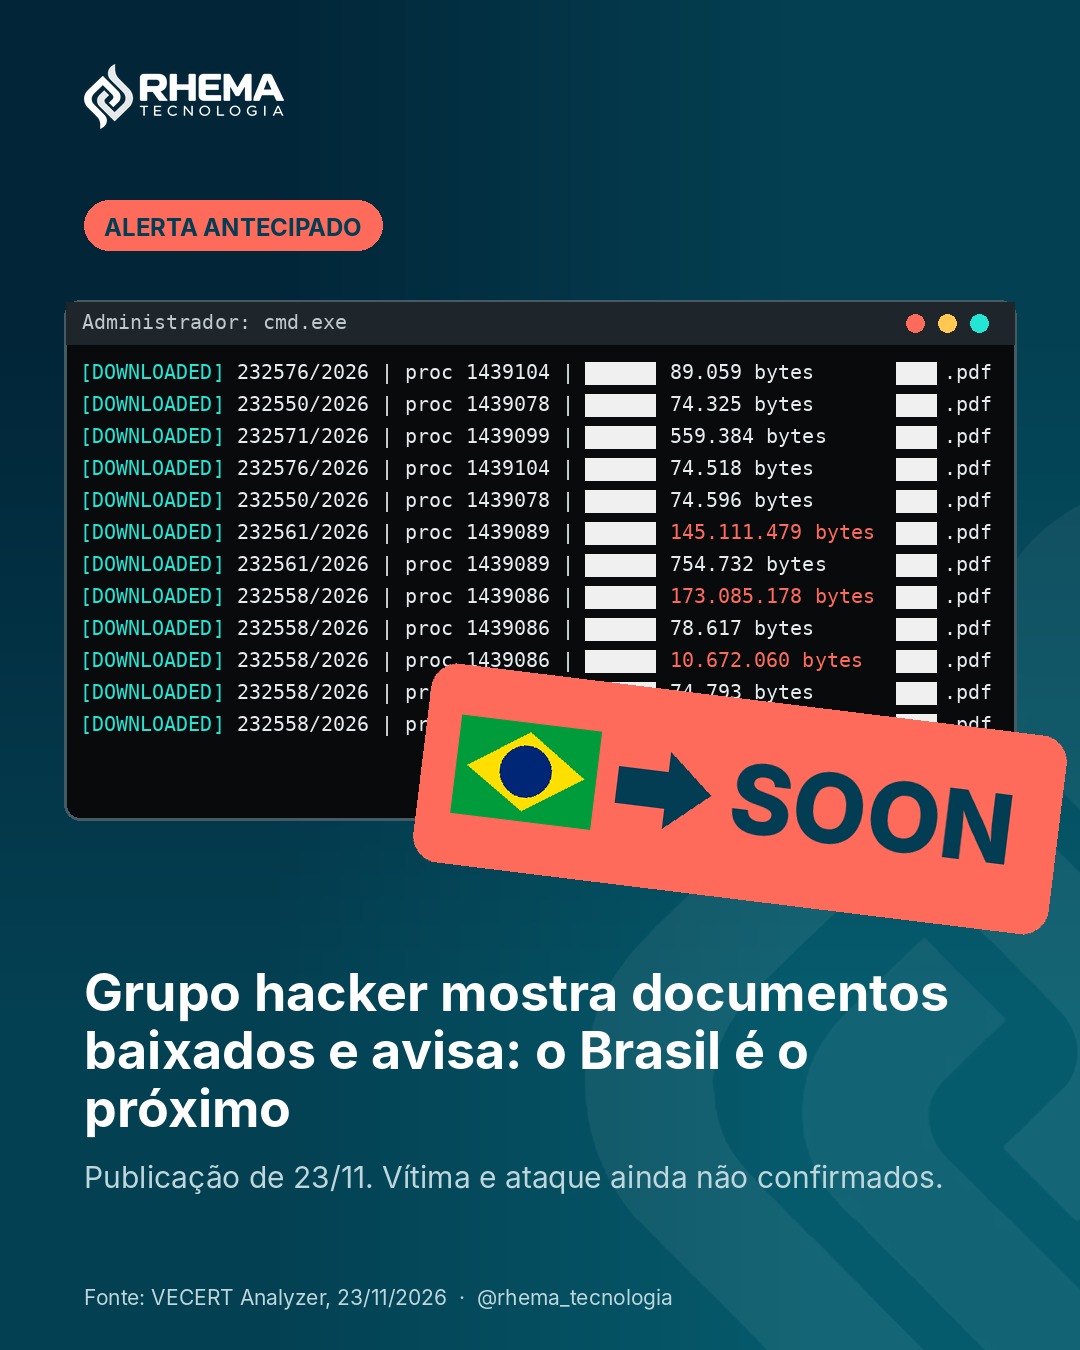 RHEMA
TECNOLOGIA
ALERTA ANTECIPADO
Administrador: cmd.exe
[DOWNLOADED] 232576/2026 | proc 1439104 | 89.059 bytes .pdf
[DOWNLOADED] 232550/2026 | proc 1439078 | 74.325 bytes .pdf
[DOWNLOADED] 232571/2026 | proc 1439099 | 559.384 bytes .pdf
[DOWNLOADED] 232576/2026 | proc 1439104 | 74.518 bytes .pdf
[DOWNLOADED] 232550/2026 | proc 1439078 | 74.596 bytes .pdf
[DOWNLOADED] 232561/2026 | proc 1439089 | 145.111.479 bytes .pdf
[DOWNLOADED] 232561/2026 | proc 1439089 | 754.732 bytes .pdf
[DOWNLOADED] 232558/2026 | proc 1439086 | 173.085.178 bytes .pdf
[DOWNLOADED] 232558/2026 | proc 1439086 | 78.617 bytes .pdf
[DOWNLOADED] 232558/2026 | proc 1439086 | 10.672.060 bytes .pdf
[DOWNLOADED] 232558/2026 | 74.793 bytes .pdf
[DOWNLOADED] 232558/2026 | .pdf
SOON
Grupo hacker mostra documentos
baixados e avisa: o Brasil é o
próximo
Publicação de 23/11. Vítima e ataque ainda não confirmados.
Fonte: VECERT Analyzer, 23/11/2026 · @rhema_tecnologia